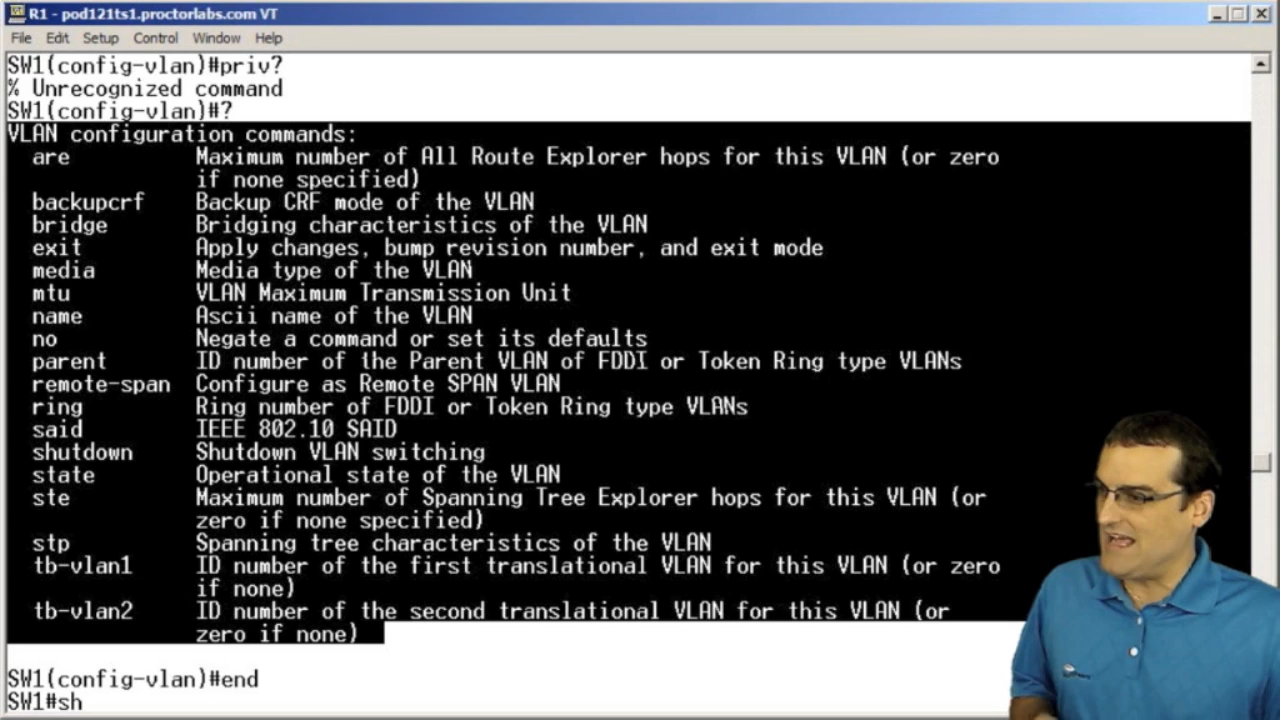 R1 - pod121ts1.proctorlabs.com VT
File Edit Setup Control Window Help
SW1(config-vlan)#priv?
% Unrecognized command
SW1(config-vlan)#?
VLAN configuration commands:
are Maximum number of All Route Explorer hops for this VLAN (or zero
if none specified)
backupcrf Backup CRF mode of the VLAN
bridge Bridging characteristics of the VLAN
exit Apply changes, bump revision number, and exit mode
media Media type of the VLAN
mtu VLAN Maximum Transmission Unit
name Ascii name of the VLAN
no Negate a command or set its defaults
parent ID number of the Parent VLAN of FDDI or Token Ring type VLANs
remote-span Configure as Remote SPAN VLAN
ring Ring number of FDDI or Token Ring type VLANs
said IEEE 802.10 SAID
shutdown Shutdown VLAN switching
state Operational state of the VLAN
ste Maximum number of Spanning Tree Explorer hops for this VLAN (or
zero if none specified)
stp Spanning tree characteristics of the VLAN
tb-vlan1 ID number of the first translational VLAN for this VLAN (or zero
if none)
tb-vlan2 ID number of the second translational VLAN for this VLAN (or
zero if none)
SW1(config-vlan)#end
SW1#sh